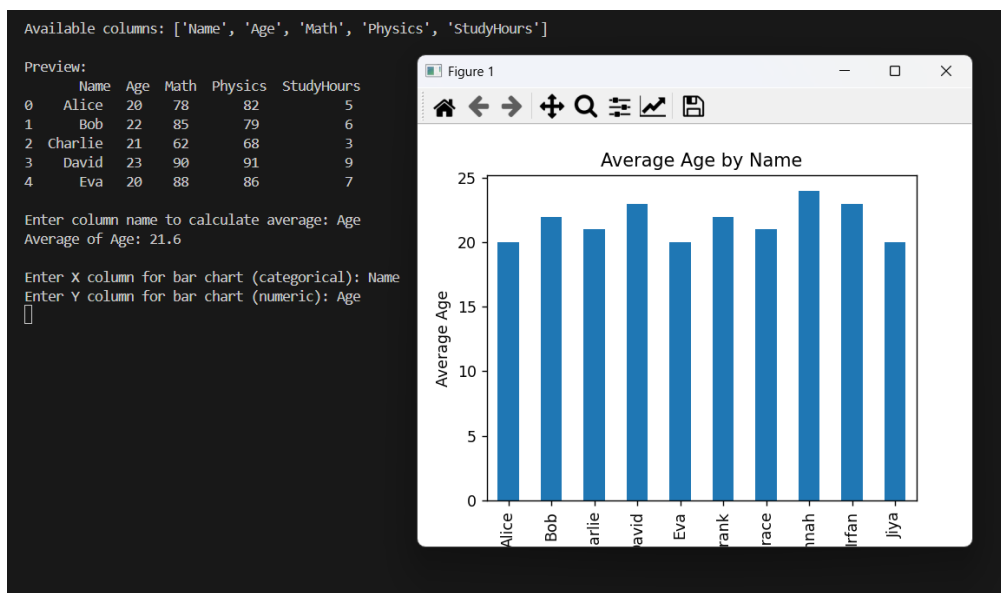 Available columns: ['Name', 'Age', 'Math', 'Physics', 'StudyHours']
Preview:
Name Age Math Physics StudyHours
0 Alice 20 78 82 5
1 Bob 22 85 79 6
2 Charlie 21 62 68 3
3 David 23 90 91 9
4 Eva 20 88 86 7
Enter column name to calculate average: Age
Average of Age: 21.6
Enter X column for bar chart (categorical): Name
Enter Y column for bar chart (numeric): Age
Figure 1
Average Age by Name
25
20
15
10
5
0
Average Age
Alice
Bob
arlie
avid
Eva
rank
race
nnah
Irfan
Jiya